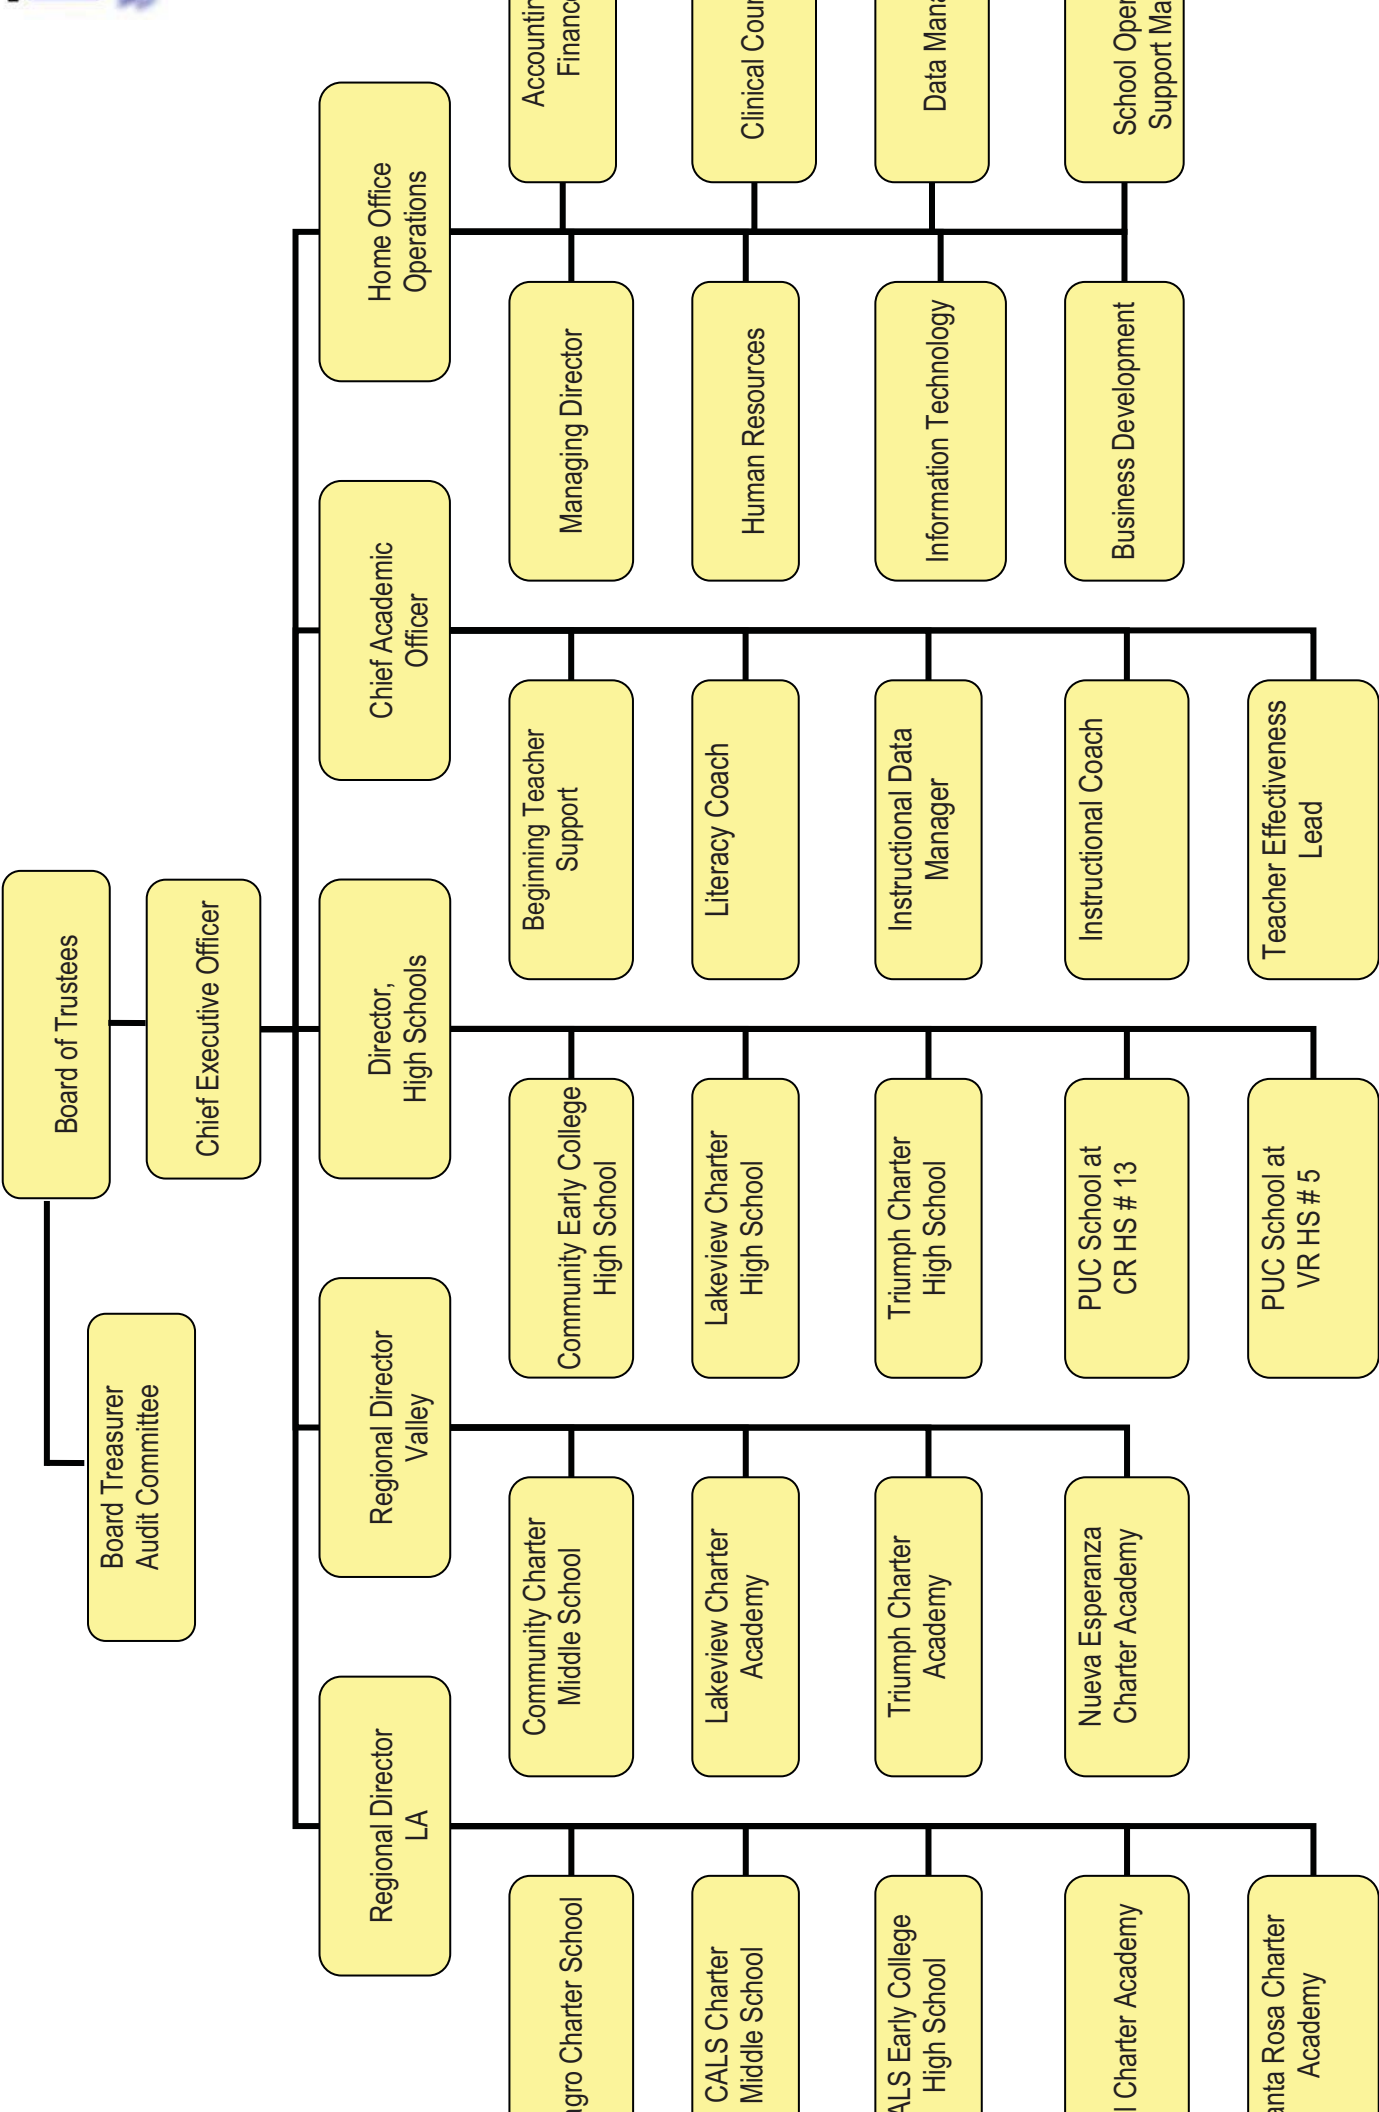 Board of Trustees
Board Treasurer
Audit Committee
Chief Executive Officer
Regional Director
LA
Regional Director
Valley
Director,
High Schools
Chief Academic
Officer
Home Office
Operations
Charter School
CALS Charter
Middle School
Early College
High School
Charter Academy
Rosa Charter
Academy
Community Charter
Middle School
Lakeview Charter
Academy
Triumph Charter
Academy
Nueva Esperanza
Charter Academy
Community Early College
High School
Lakeview Charter
High School
Triumph Charter
High School
PUC School at
CR HS # 13
PUC School at
VR HS # 5
Beginning Teacher
Support
Literacy Coach
Instructional Data
Manager
Instructional Coach
Teacher Effectiveness
Lead
Managing Director
Human Resources
Information Technology
Business Development
Clinical
Data
School
Support